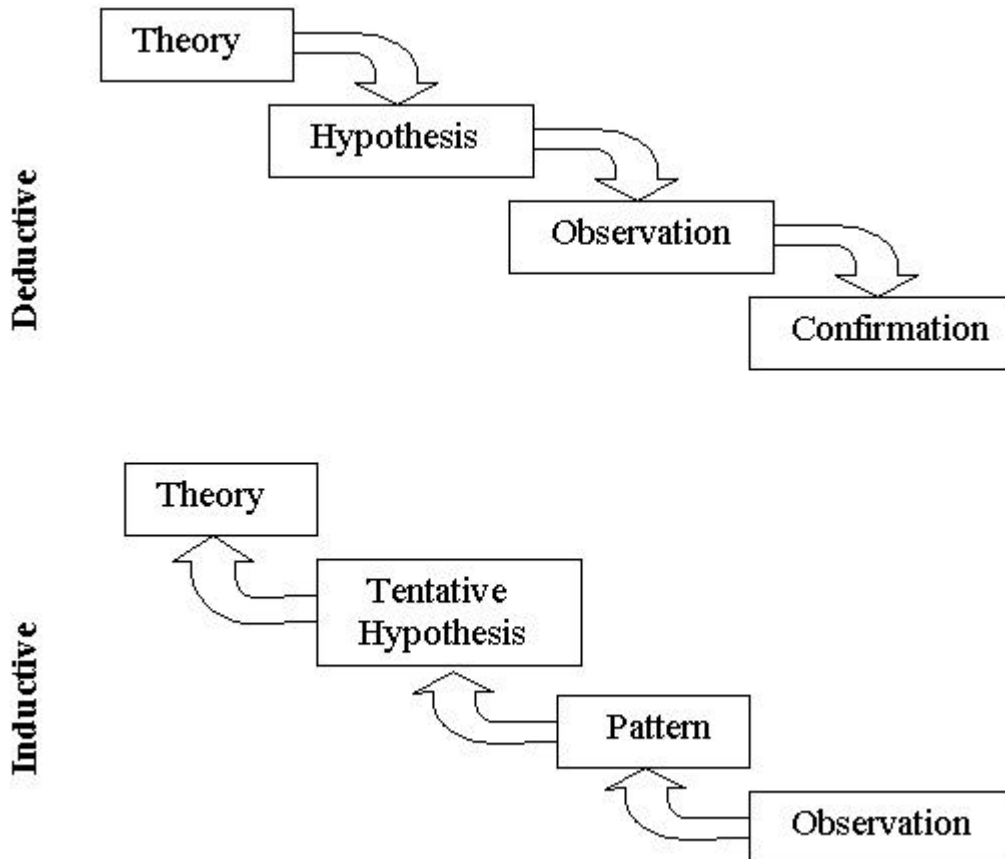 Deductive
Theory
Hypothesis
Observation
Confirmation
Inductive
Theory
Tentative
Hypothesis
Pattern
Observation